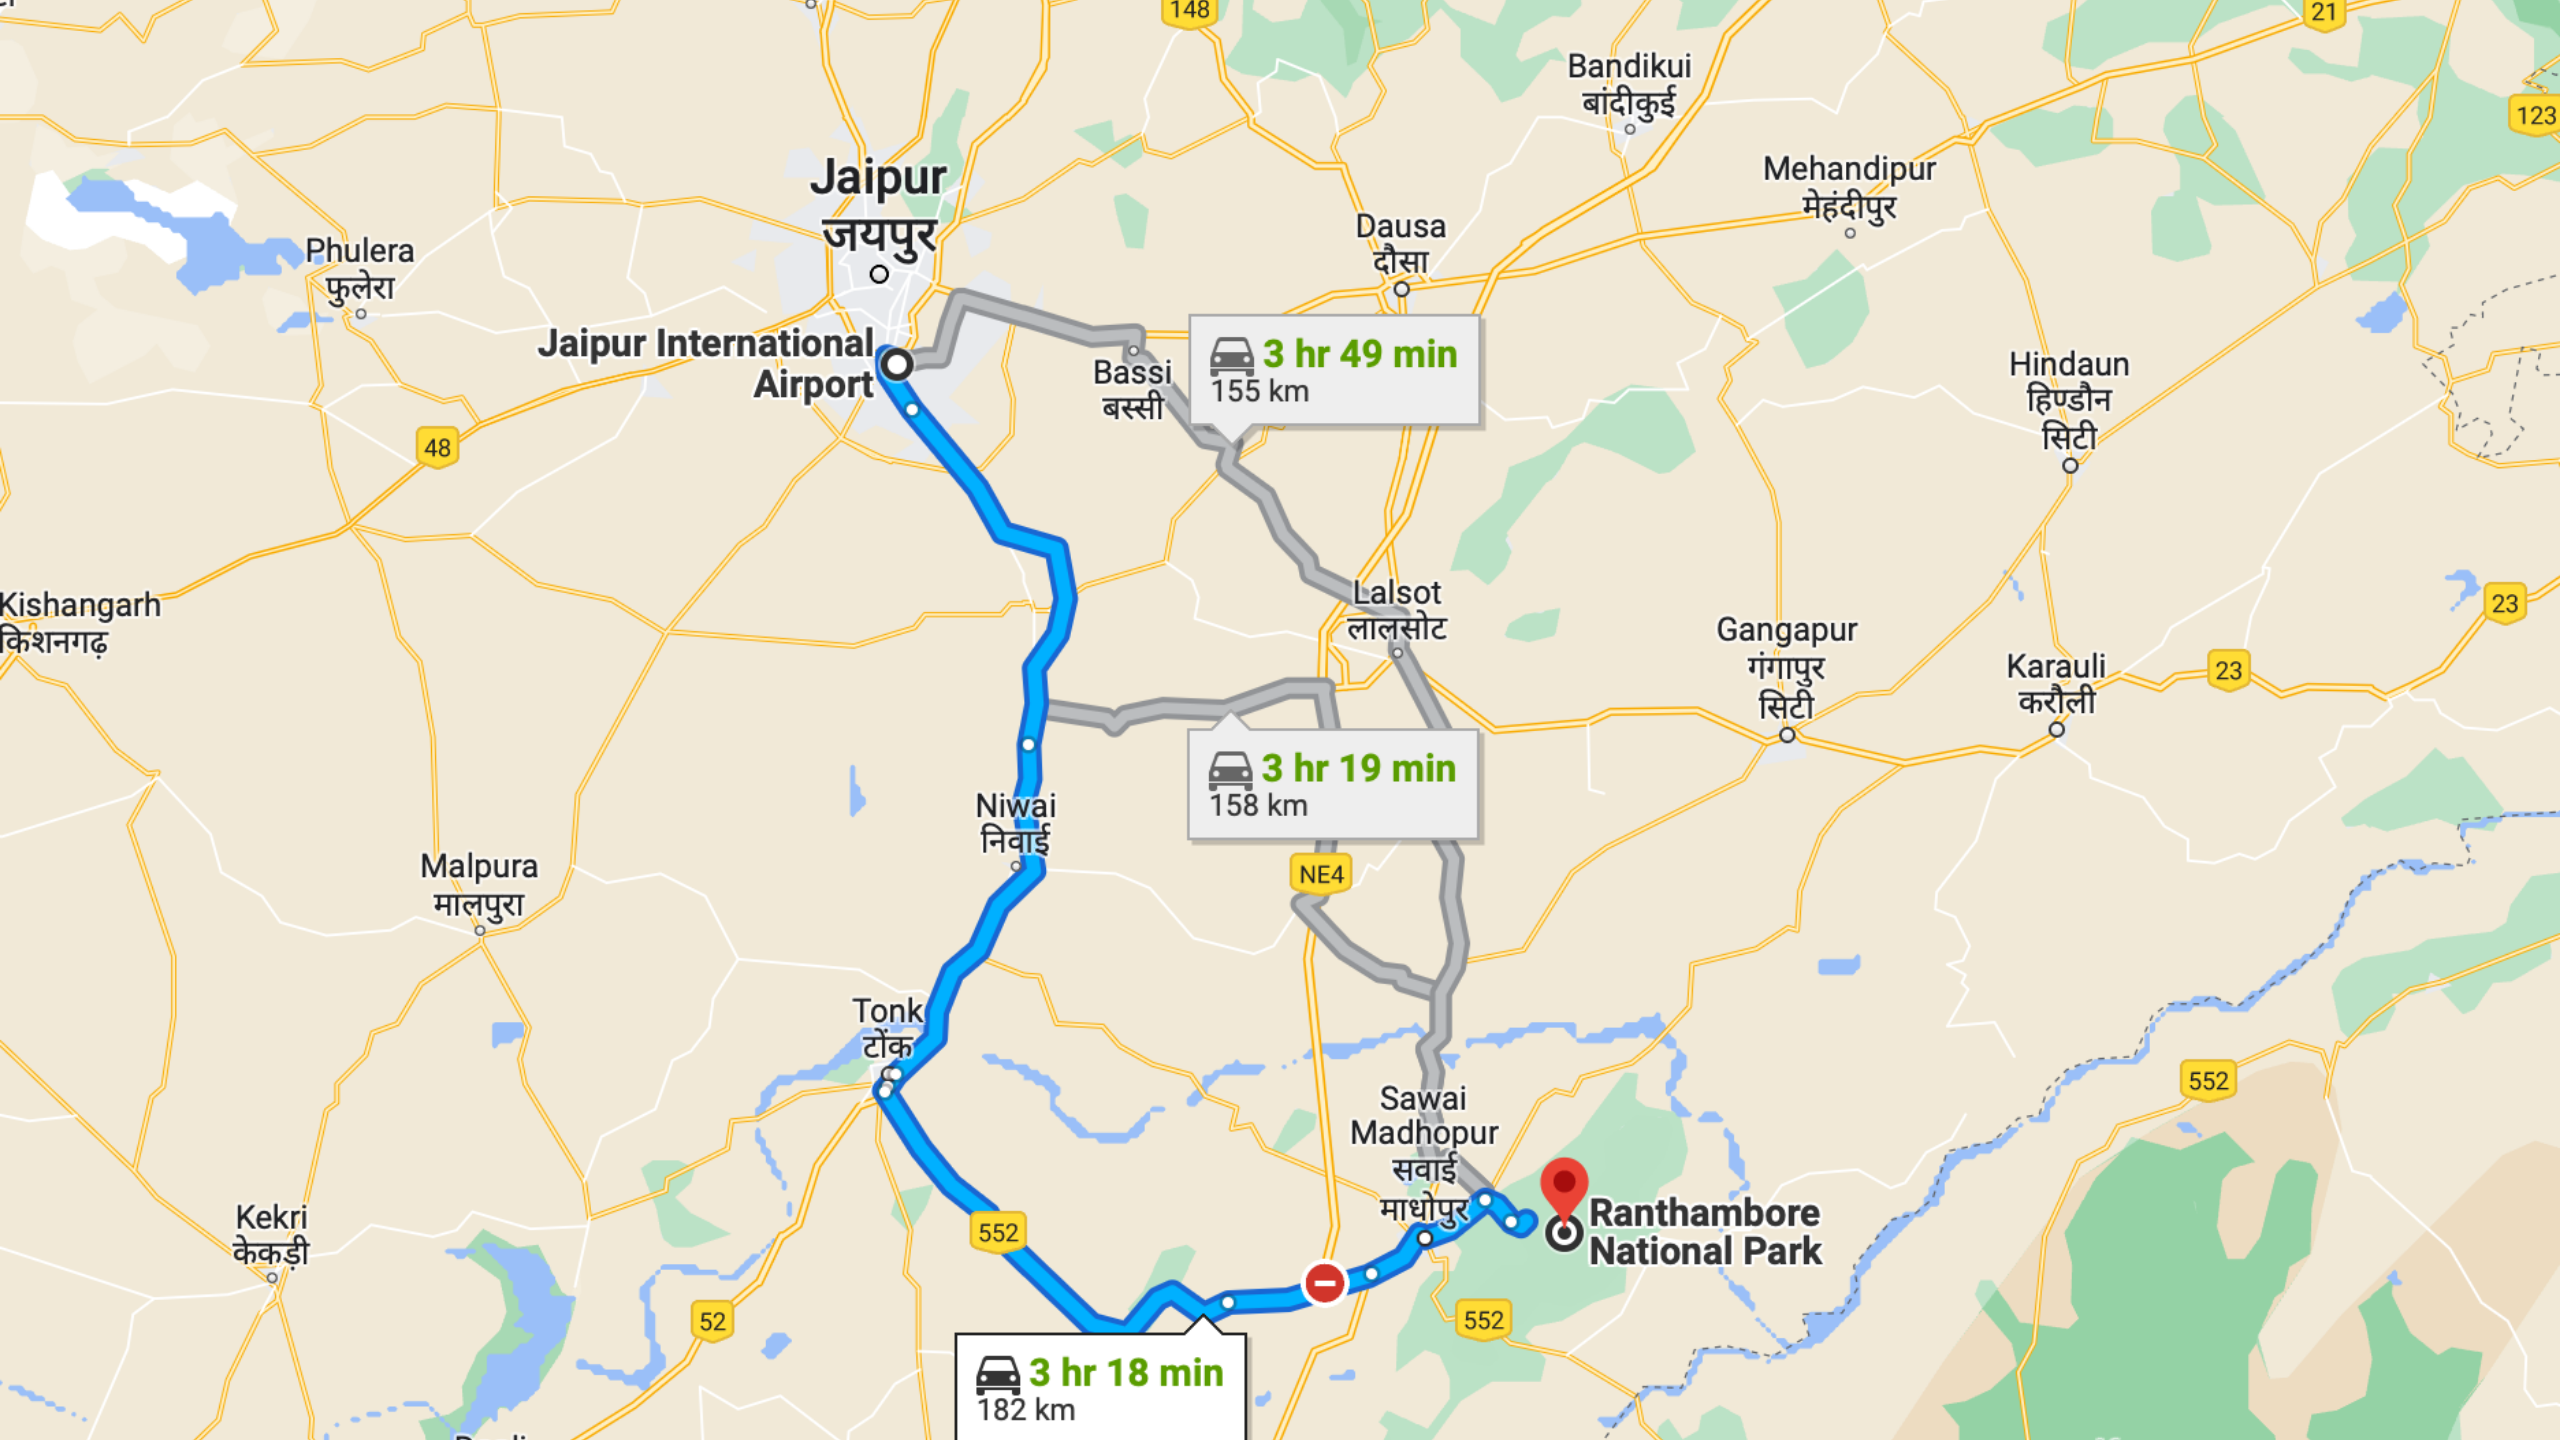 148
21
Bandikui
बांदीकुई
123
Jaipur
जयपुर
Mehandipur
मेहंदीपुर
Dausa
दौसा
Phulera
फुलेरा
Jaipur International
Airport
3 hr 49 min
155 km
Bassi
बस्सी
Hindaun
हिण्डौन
सिटी
48
Lalsot
लालसोट
Kishangarh
किशनगढ़
23
Gangapur
गंगापुर
सिटी
Karauli
करौली
23
3 hr 19 min
158 km
Niwai
निवाई
NE4
Malpura
मालपुरा
Tonk
टोंक
552
Sawai
Madhopur
सवाई
माधोपुर
Ranthambore
National Park
Kekri
केकड़ी
552
52
552
3 hr 18 min
182 km